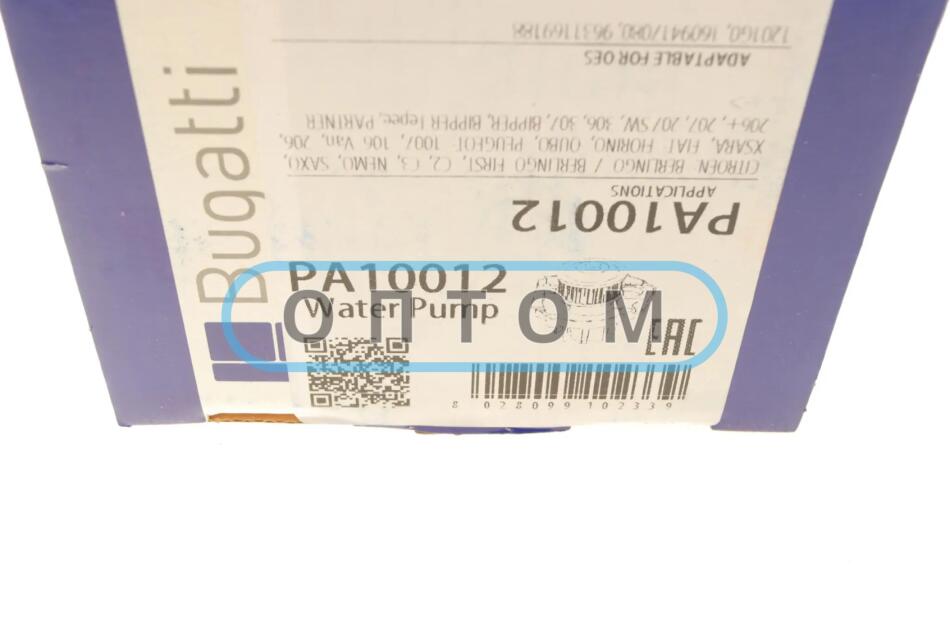 Bugatti
1201G0, 1609417080, 9631169188
ADAPTABLE FOR OES
CITROEN: BERLINGO / BERLINGO FIRST, C2, C3, NEMO, SAXO,
XSARA, FIAT: FIORINO, QUBO, PEUGEOT: 1007, 106 Van, 206,
206+, 207, 207 SW, 306, 307, BIPPER, BIPPER Tepee, PARTNER
APPLICATIONS
PA10012
PA10012
Water Pump
ОПТОМ
EAC
8 028099 102339